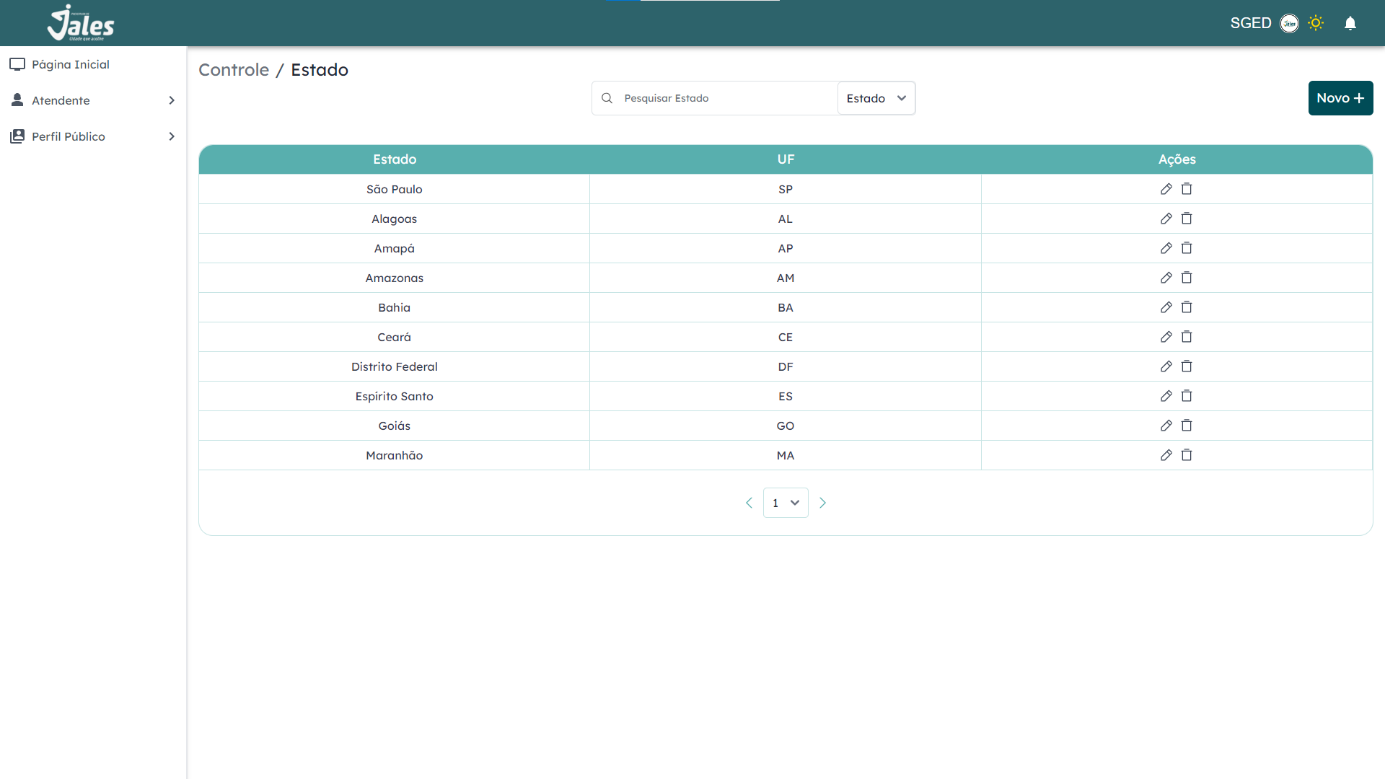 Jales
SGED
Página Inicial
Atendente
Perfil Público
Controle / Estado
Pesquisar Estado
Estado
Novo +
Estado UF Ações
São Paulo SP
Alagoas AL
Amapá AP
Amazonas AM
Bahia BA
Ceará CE
Distrito Federal DF
Espírito Santo ES
Goiás GO
Maranhão MA
1